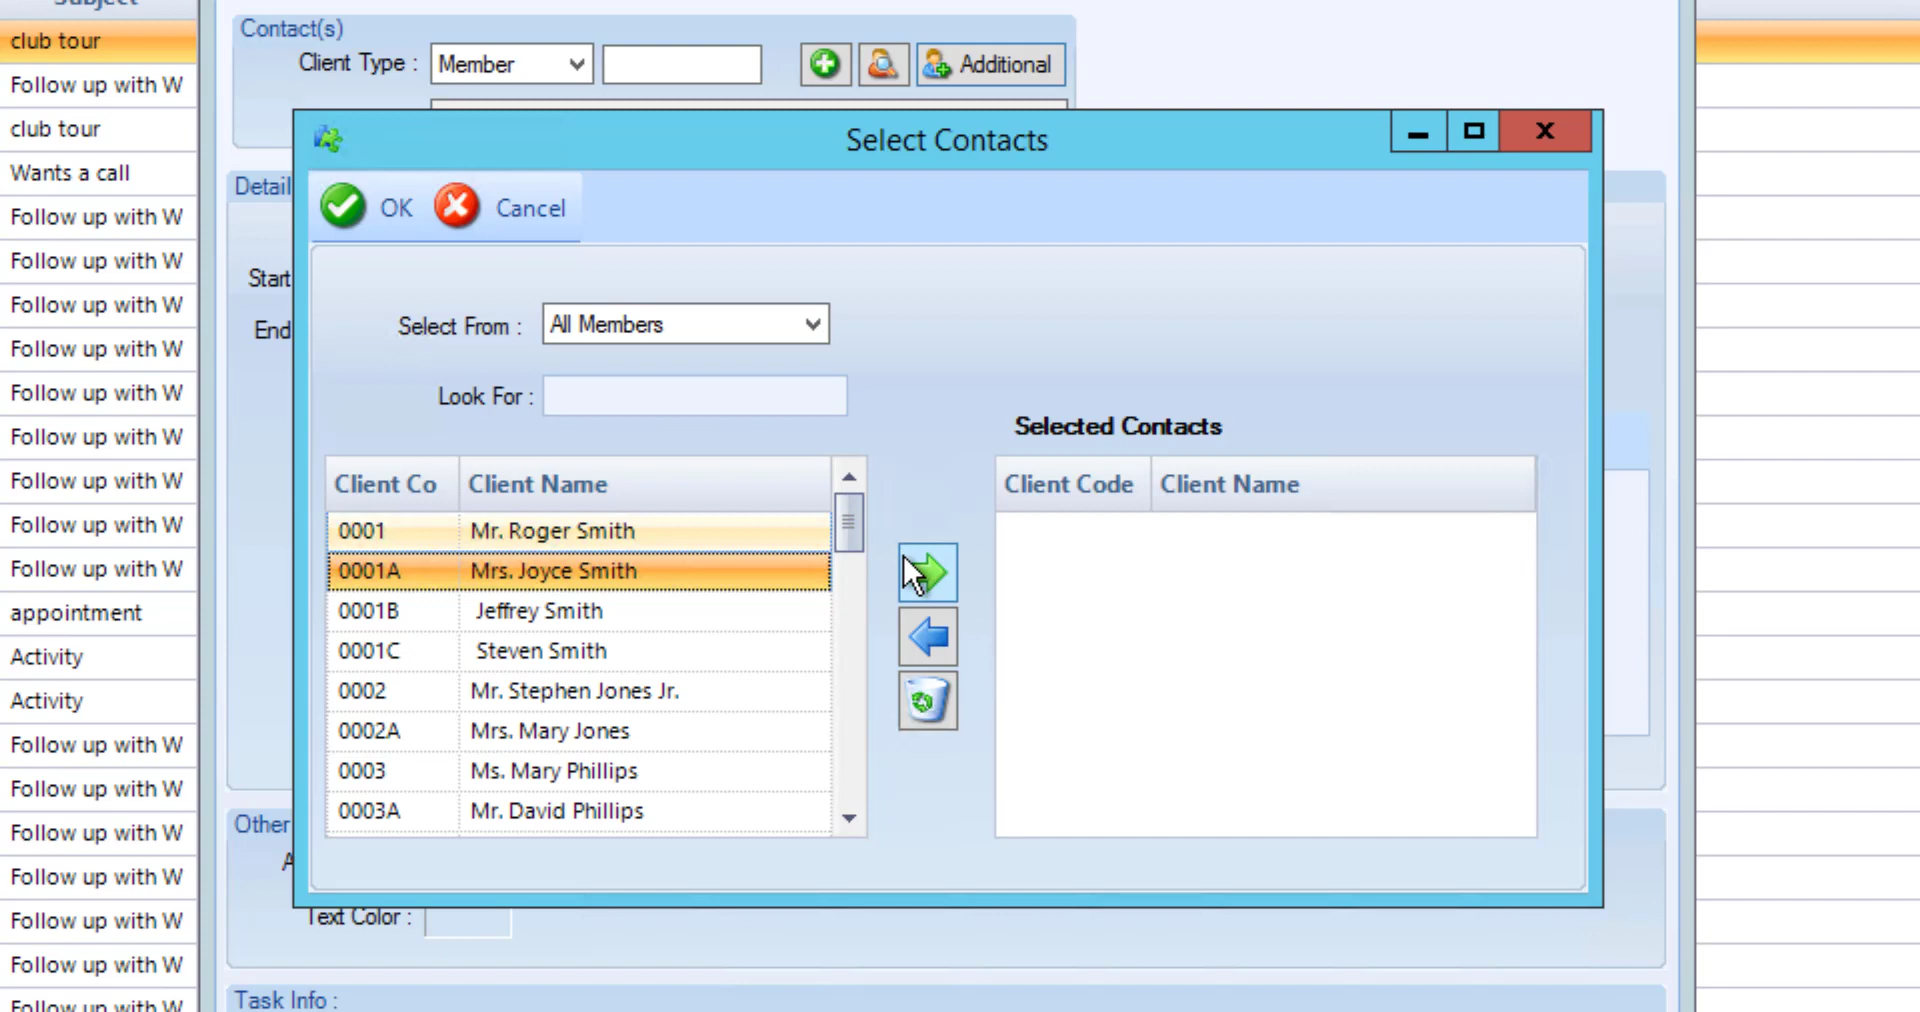 Subject
club tour
Follow up with W
club tour
Wants a call
Follow up with W
Follow up with W
Follow up with W
Follow up with W
Follow up with W
Follow up with W
Follow up with W
Follow up with W
Follow up with W
appointment
Activity
Activity
Follow up with W
Follow up with W
Follow up with W
Follow up with W
Follow up with W
Follow up with W
Follow up with W
Contact(s)
Client Type : Member
Additional
Detail
Start
End
Select Contacts
X
OK Cancel
Select From : All Members
Look For :
Client Co Client Name
0001 Mr. Roger Smith
0001A Mrs. Joyce Smith
0001B Jeffrey Smith
0001C Steven Smith
0002 Mr. Stephen Jones Jr.
0002A Mrs. Mary Jones
0003 Ms. Mary Phillips
0003A Mr. David Phillips
Selected Contacts
Client Code Client Name
Other
A
Text Color :
Task Info :